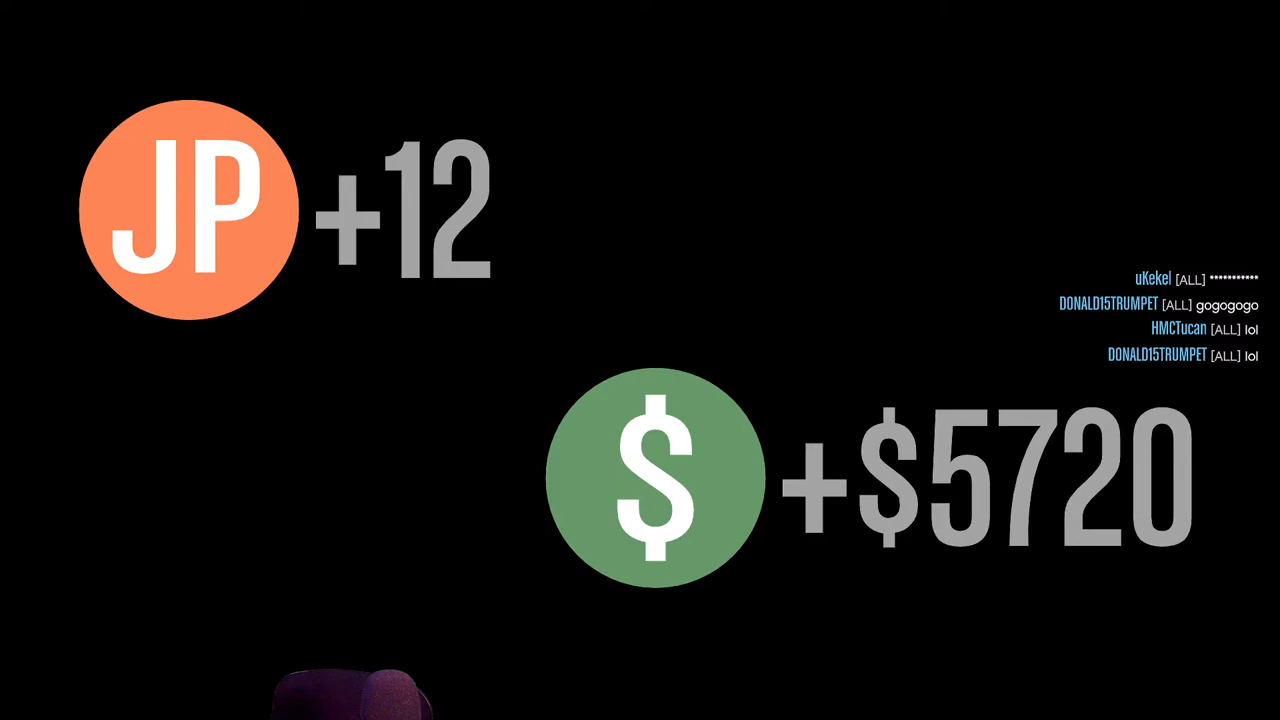 JP +12
uKekel [ALL] ***********
DONALD15TRUMPET [ALL] gogogogo
HMCTucan [ALL] lol
DONALD15TRUMPET [ALL] lol
$ +$5720